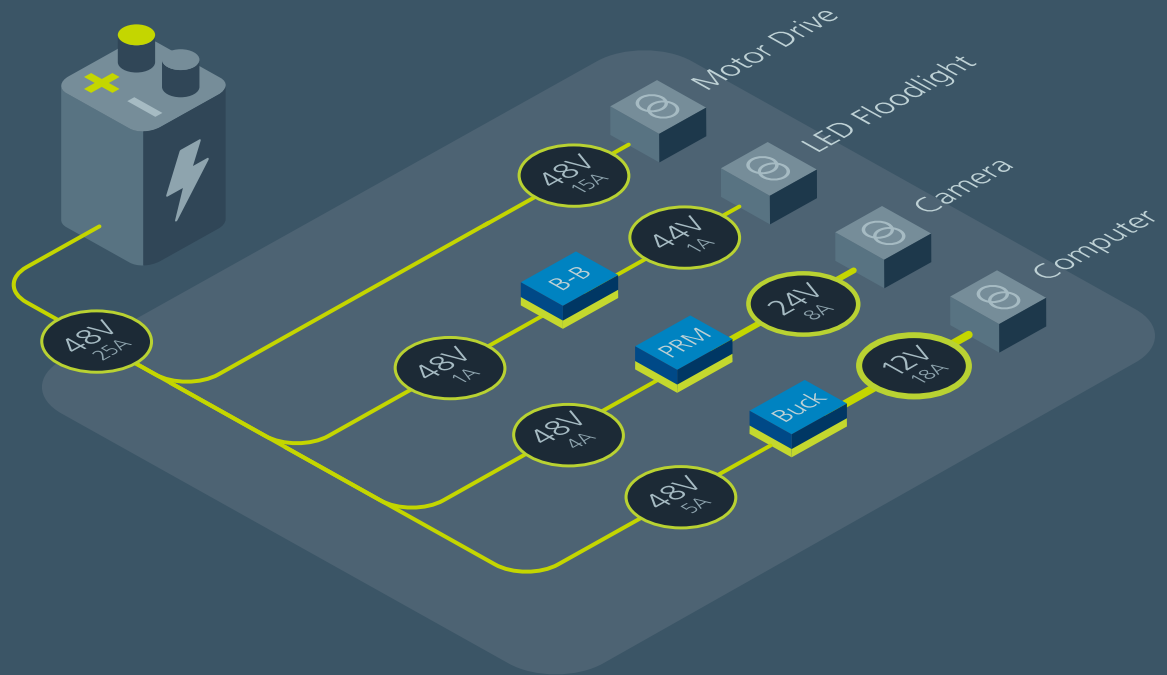 Motor Drive
LED Floodlight
Camera
Computer
48V
15A
44V
1A
B-B
24V
8A
PRM
12V
18A
Buck
48V
25A
48V
1A
48V
4A
48V
5A